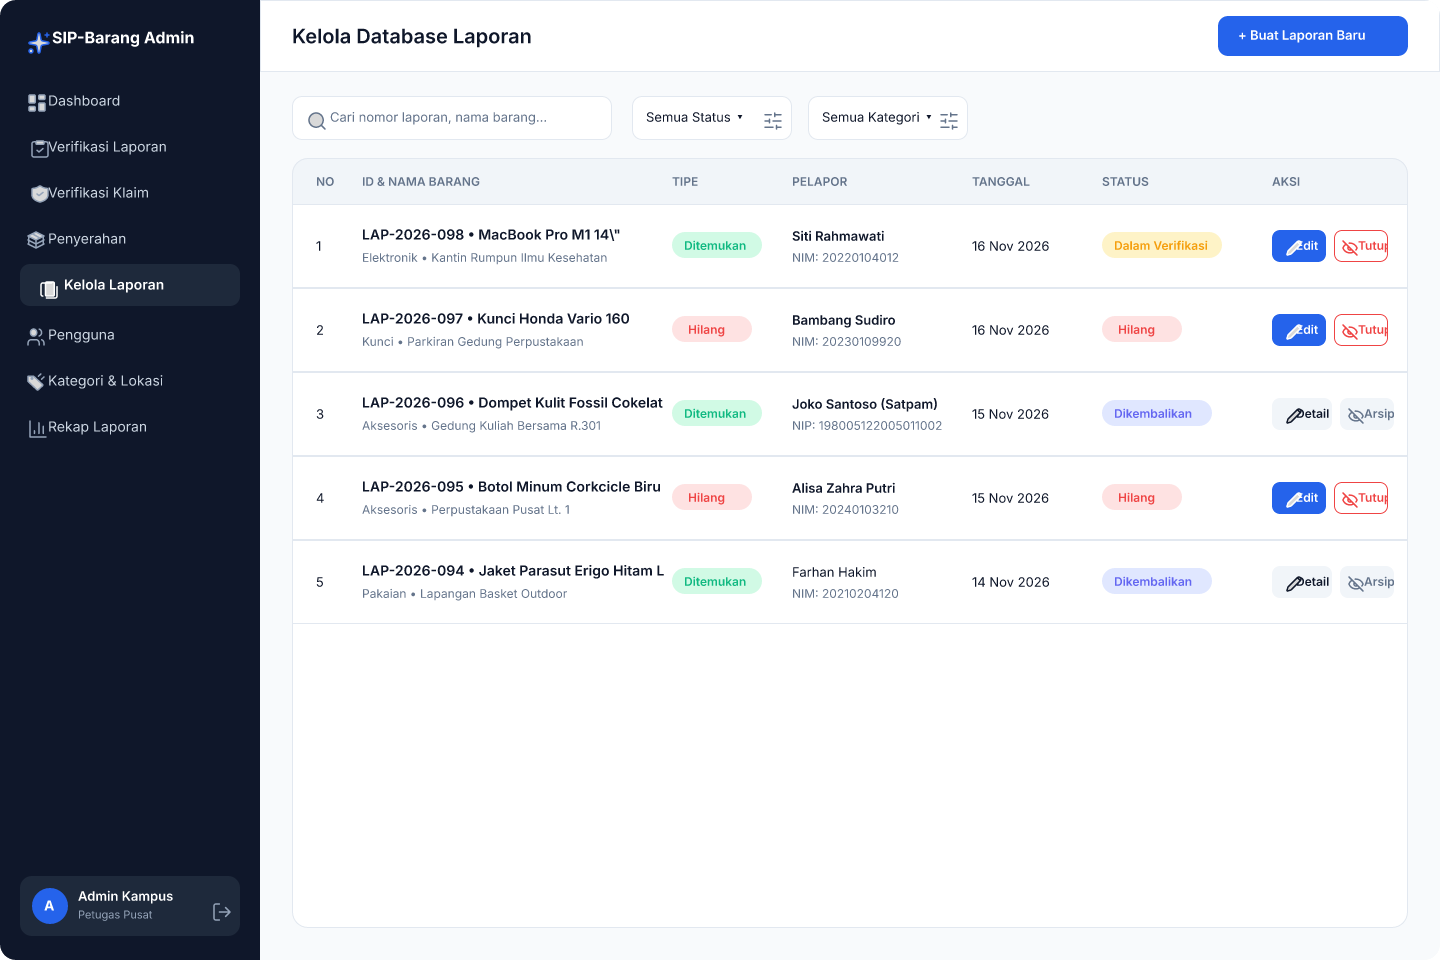 SIP-Barang Admin
Dashboard
Verifikasi Laporan
Verifikasi Klaim
Penyerahan
Kelola Laporan
Pengguna
Kategori & Lokasi
Rekap Laporan
A
Admin Kampus
Petugas Pusat
Kelola Database Laporan
+ Buat Laporan Baru
Cari nomor laporan, nama barang...
Semua Status ▾
Semua Kategori ▾
NO ID & NAMA BARANG TIPE PELAPOR TANGGAL STATUS AKSI
1 LAP-2026-098 • MacBook Pro M1 14\" Ditemukan Siti Rahmawati 16 Nov 2026 Dalam Verifikasi Edit Tutup
Elektronik • Kantin Rumpun Ilmu Kesehatan NIM: 20220104012
2 LAP-2026-097 • Kunci Honda Vario 160 Hilang Bambang Sudiro 16 Nov 2026 Hilang Edit Tutup
Kunci • Parkiran Gedung Perpustakaan NIM: 20230109920
3 LAP-2026-096 • Dompet Kulit Fossil Cokelat Ditemukan Joko Santoso (Satpam) 15 Nov 2026 Dikembalikan Detail Arsip
Aksesoris • Gedung Kuliah Bersama R.301 NIP: 198005122005011002
4 LAP-2026-095 • Botol Minum Corkcicle Biru Hilang Alisa Zahra Putri 15 Nov 2026 Hilang Edit Tutup
Aksesoris • Perpustakaan Pusat Lt. 1 NIM: 20240103210
5 LAP-2026-094 • Jaket Parasut Erigo Hitam L Ditemukan Farhan Hakim 14 Nov 2026 Dikembalikan Detail Arsip
Pakaian • Lapangan Basket Outdoor NIM: 20210204120